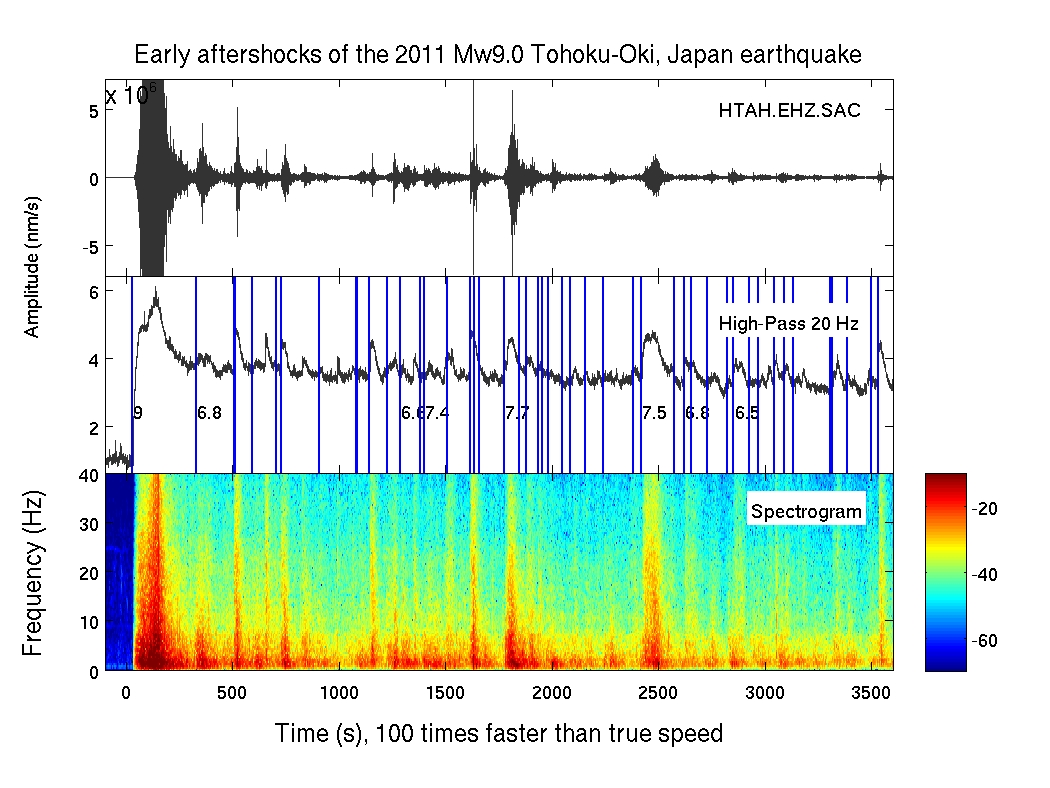 Early aftershocks of the 2011 Mw9.0 Tohoku-Oki, Japan earthquake
x 10^6
HTAH.EHZ.SAC
5
0
-5
Amplitude (nm/s)
6
4
2
High-Pass 20 Hz
9 6.8 6.6 7.4 7.7 7.5 6.8 6.5
40
30
20
10
0
Frequency (Hz)
Spectrogram
-20
-40
-60
0 500 1000 1500 2000 2500 3000 3500
Time (s), 100 times faster than true speed